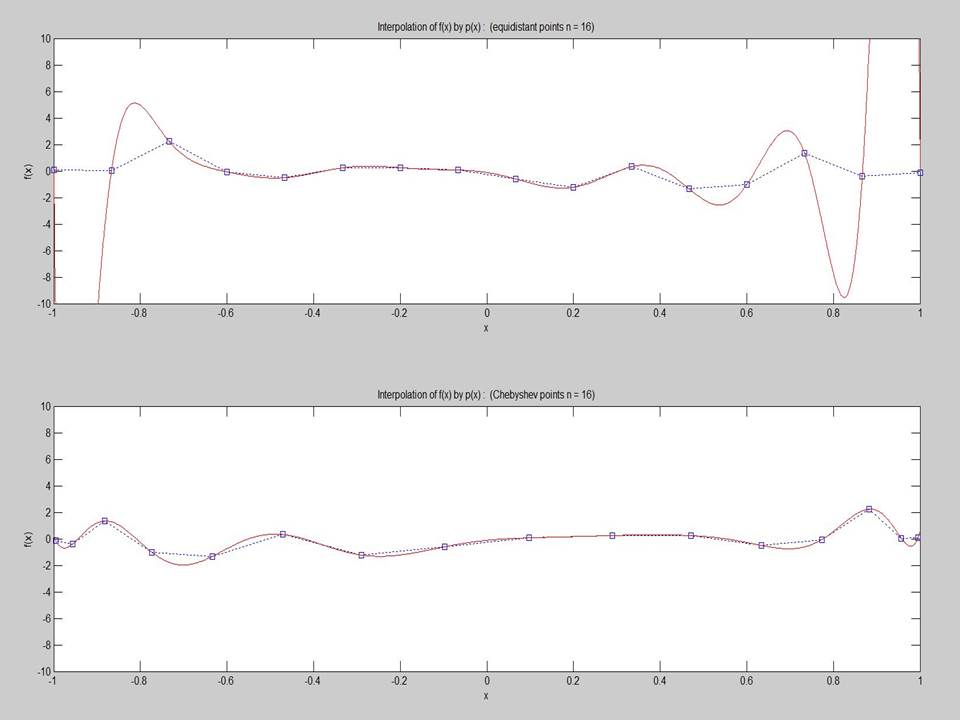 Interpolation of f(x) by p(x) :  (equidistant points n = 16)
10
8
6
4
2
0
-2
-4
-6
-8
-10
f(x)
-1 -0.8 -0.6 -0.4 -0.2 0 0.2 0.4 0.6 0.8 1
x
Interpolation of f(x) by p(x) :  (Chebyshev points n = 16)
10
8
6
4
2
0
-2
-4
-6
-8
-10
f(x)
-1 -0.8 -0.6 -0.4 -0.2 0 0.2 0.4 0.6 0.8 1
x